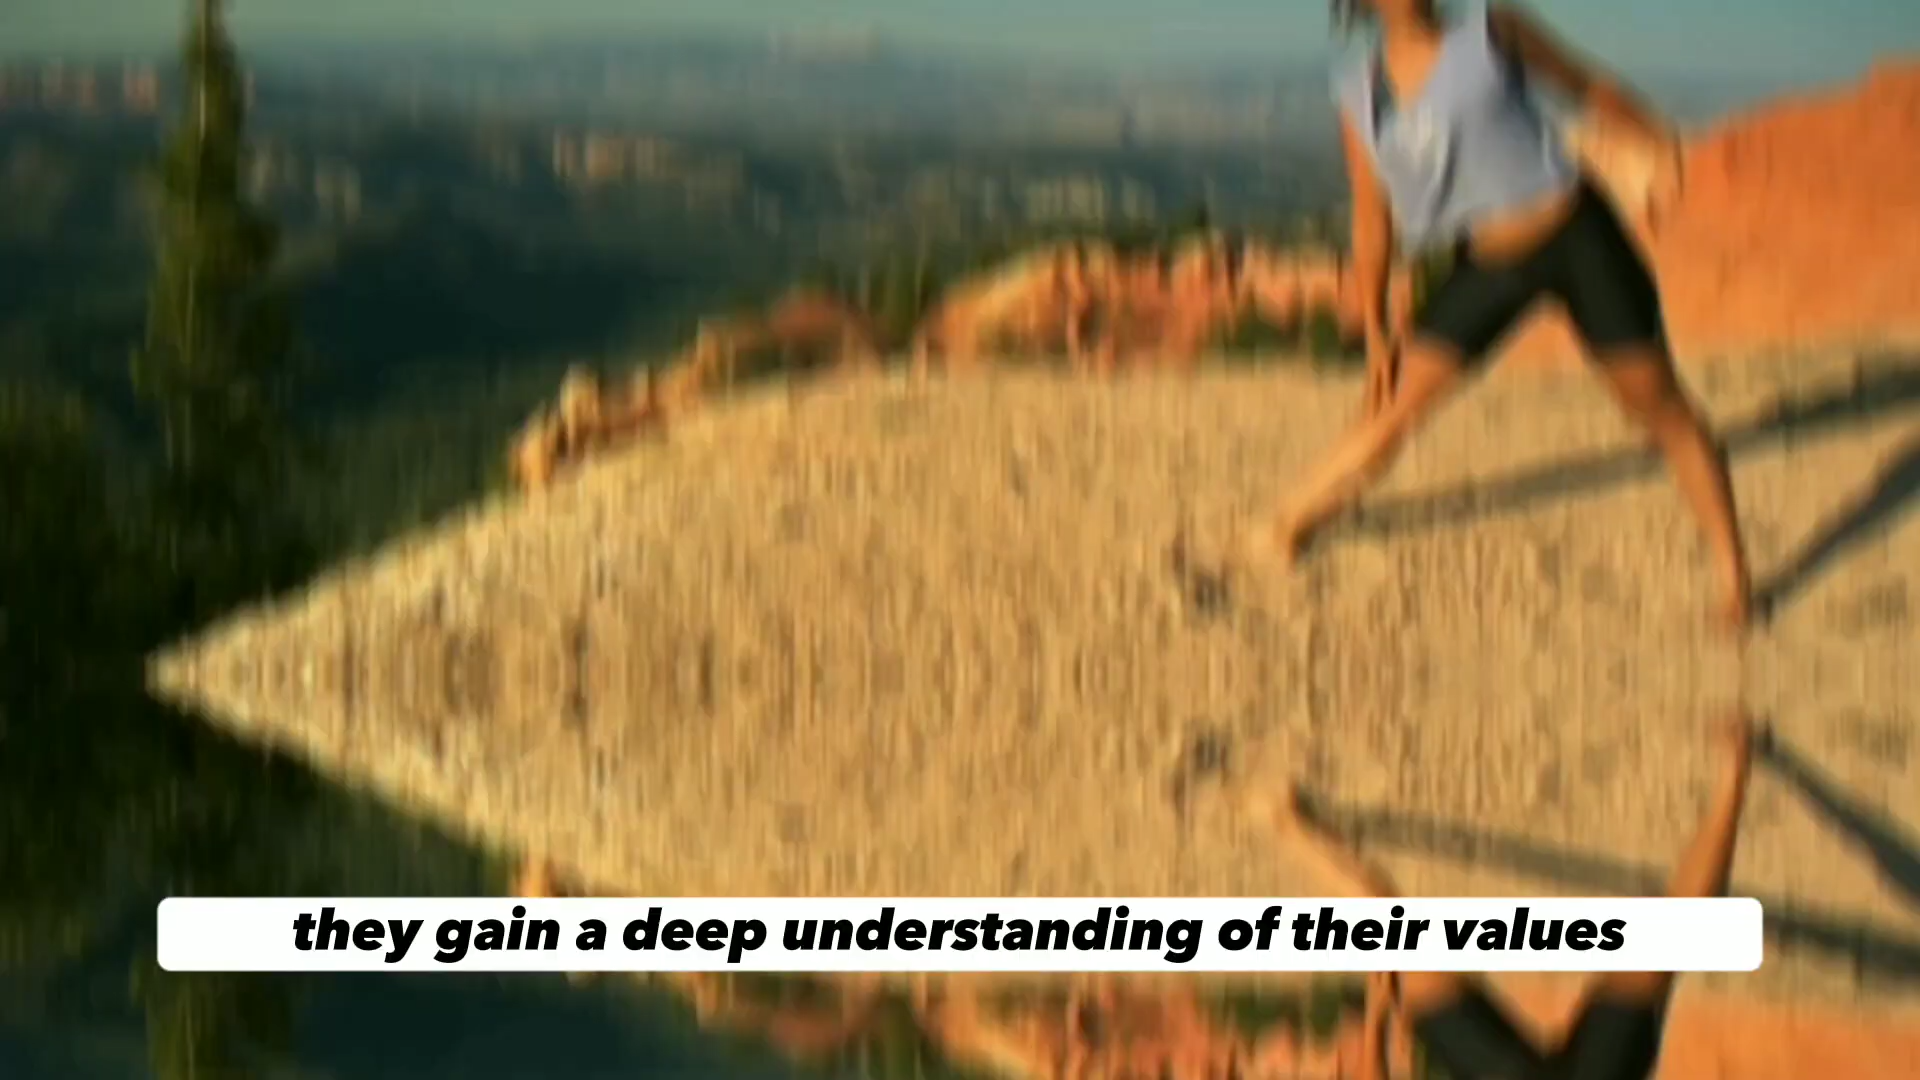 they gain a deep understanding of their values